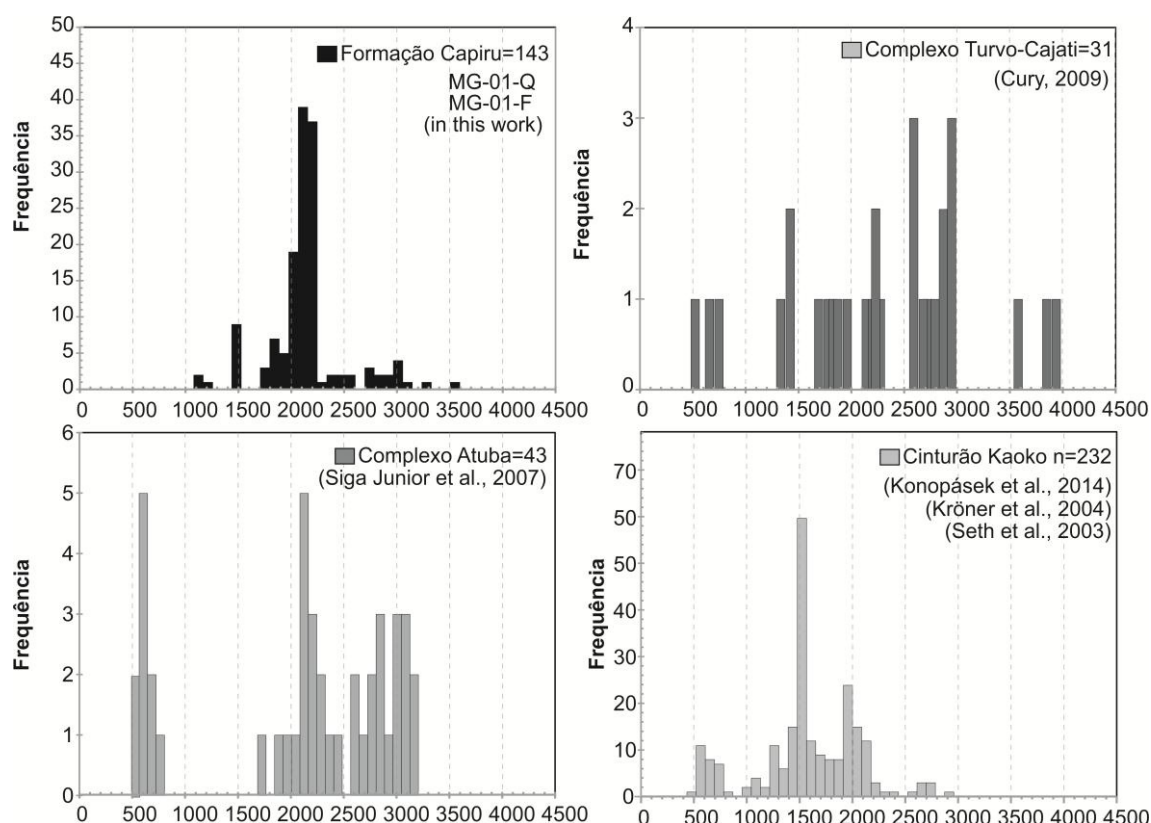 50
45
40
35
30
25
20
15
10
5
0
Frequência
Formação Capiru=143
MG-01-Q
MG-01-F
(in this work)
0 500 1000 1500 2000 2500 3000 3500 4000 4500
4
3
2
1
0
Frequência
Complexo Turvo-Cajati=31
(Cury, 2009)
0 500 1000 1500 2000 2500 3000 3500 4000 4500
6
5
4
3
2
1
0
Frequência
Complexo Atuba=43
(Siga Junior et al., 2007)
0 500 1000 1500 2000 2500 3000 3500 4000 4500
70
60
50
60
40
30
20
10
0
Frequência
Cinturão Kaoko n=232
(Konopásek et al., 2014)
(Kröner et al., 2004)
(Seth et al., 2003)
0 500 1000 1500 2000 2500 3000 3500 4000 4500